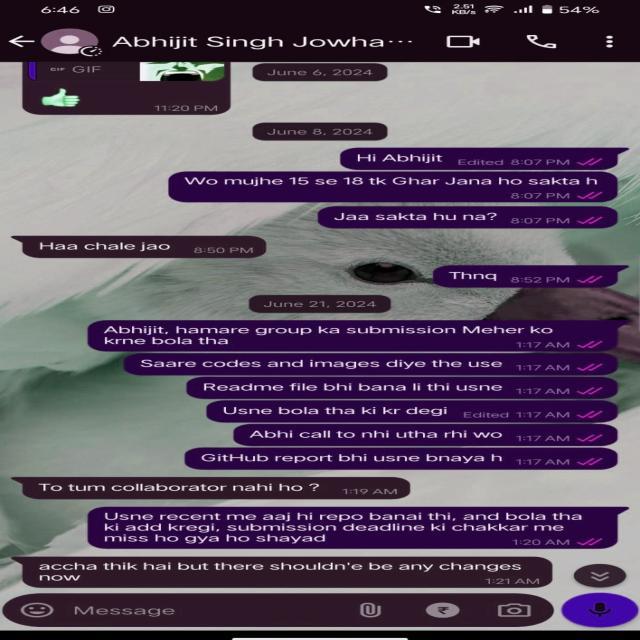 6:46
2.51 KB/s
54%
Abhijit Singh Jowha...
GIF GIF
June 6, 2024
11:20 PM
June 8, 2024
Hi Abhijit Edited 8:07 PM
Wo mujhe 15 se 18 tk Ghar Jana ho sakta h
8:07 PM
Jaa sakta hu na? 8:07 PM
Haa chale jao 8:50 PM
Thnq 8:52 PM
June 21, 2024
Abhijit, hamare group ka submission Meher ko
krne bola tha 1:17 AM
Saare codes and images diye the use 1:17 AM
Readme file bhi bana li thi usne 1:17 AM
Usne bola tha ki kr degi Edited 1:17 AM
Abhi call to nhi utha rhi wo 1:17 AM
GitHub report bhi usne bnaya h 1:17 AM
To tum collaborator nahi ho ? 1:19 AM
Usne recent me aaj hi repo banai thi, and bola tha
ki add kregi, submission deadline ki chakkar me
miss ho gya ho shayad 1:20 AM
accha thik hai but there shouldn'e be any changes
now 1:21 AM
Message